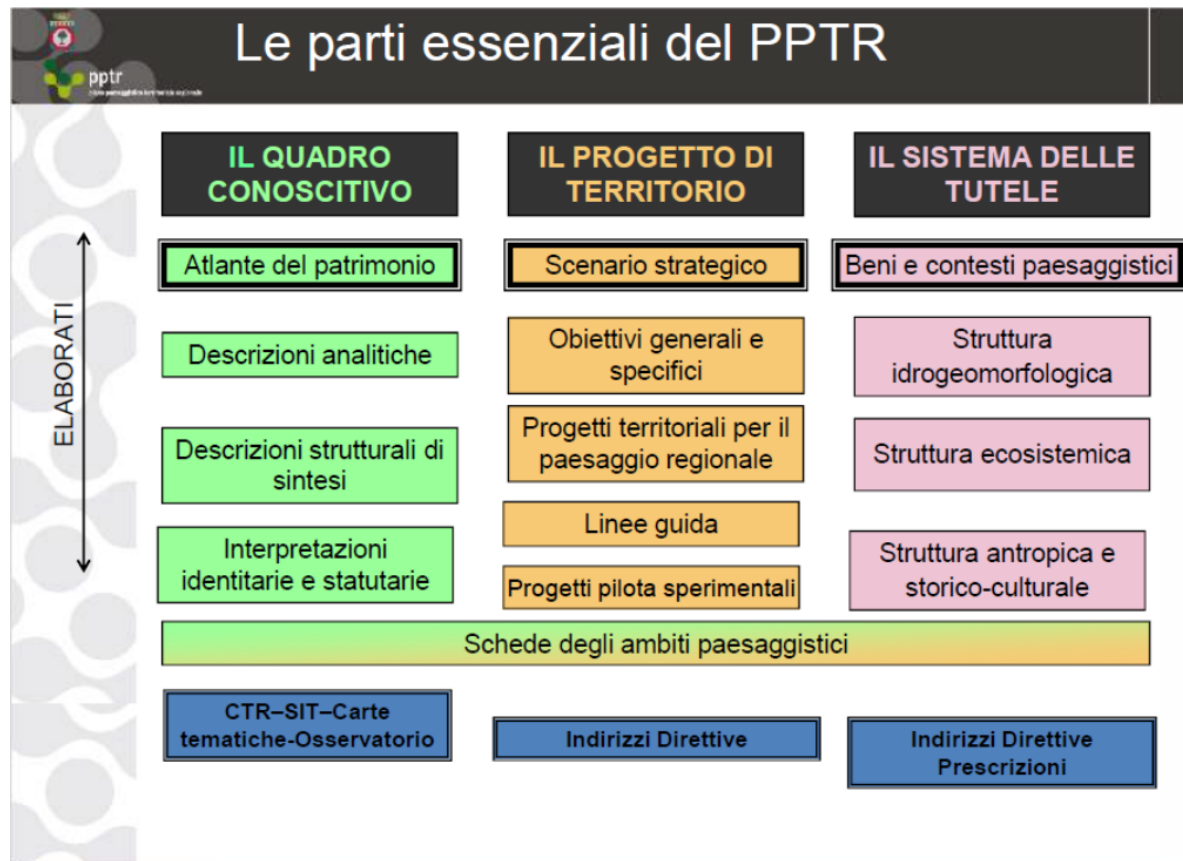 Le parti essenziali del PPTR
pptr
IL QUADRO
CONOSCITIVO
IL PROGETTO DI
TERRITORIO
IL SISTEMA DELLE
TUTELE
ELABORATI
Atlante del patrimonio
Scenario strategico
Beni e contesti paesaggistici
Descrizioni analitiche
Obiettivi generali e
specifici
Struttura
idrogeomorfologica
Descrizioni strutturali di
sintesi
Progetti territoriali per il
paesaggio regionale
Struttura ecosistemica
Linee guida
Interpretazioni
identitarie e statutarie
Progetti pilota sperimentali
Struttura antropica e
storico-culturale
Schede degli ambiti paesaggistici
CTR–SIT–Carte
tematiche-Osservatorio
Indirizzi Direttive
Indirizzi Direttive
Prescrizioni